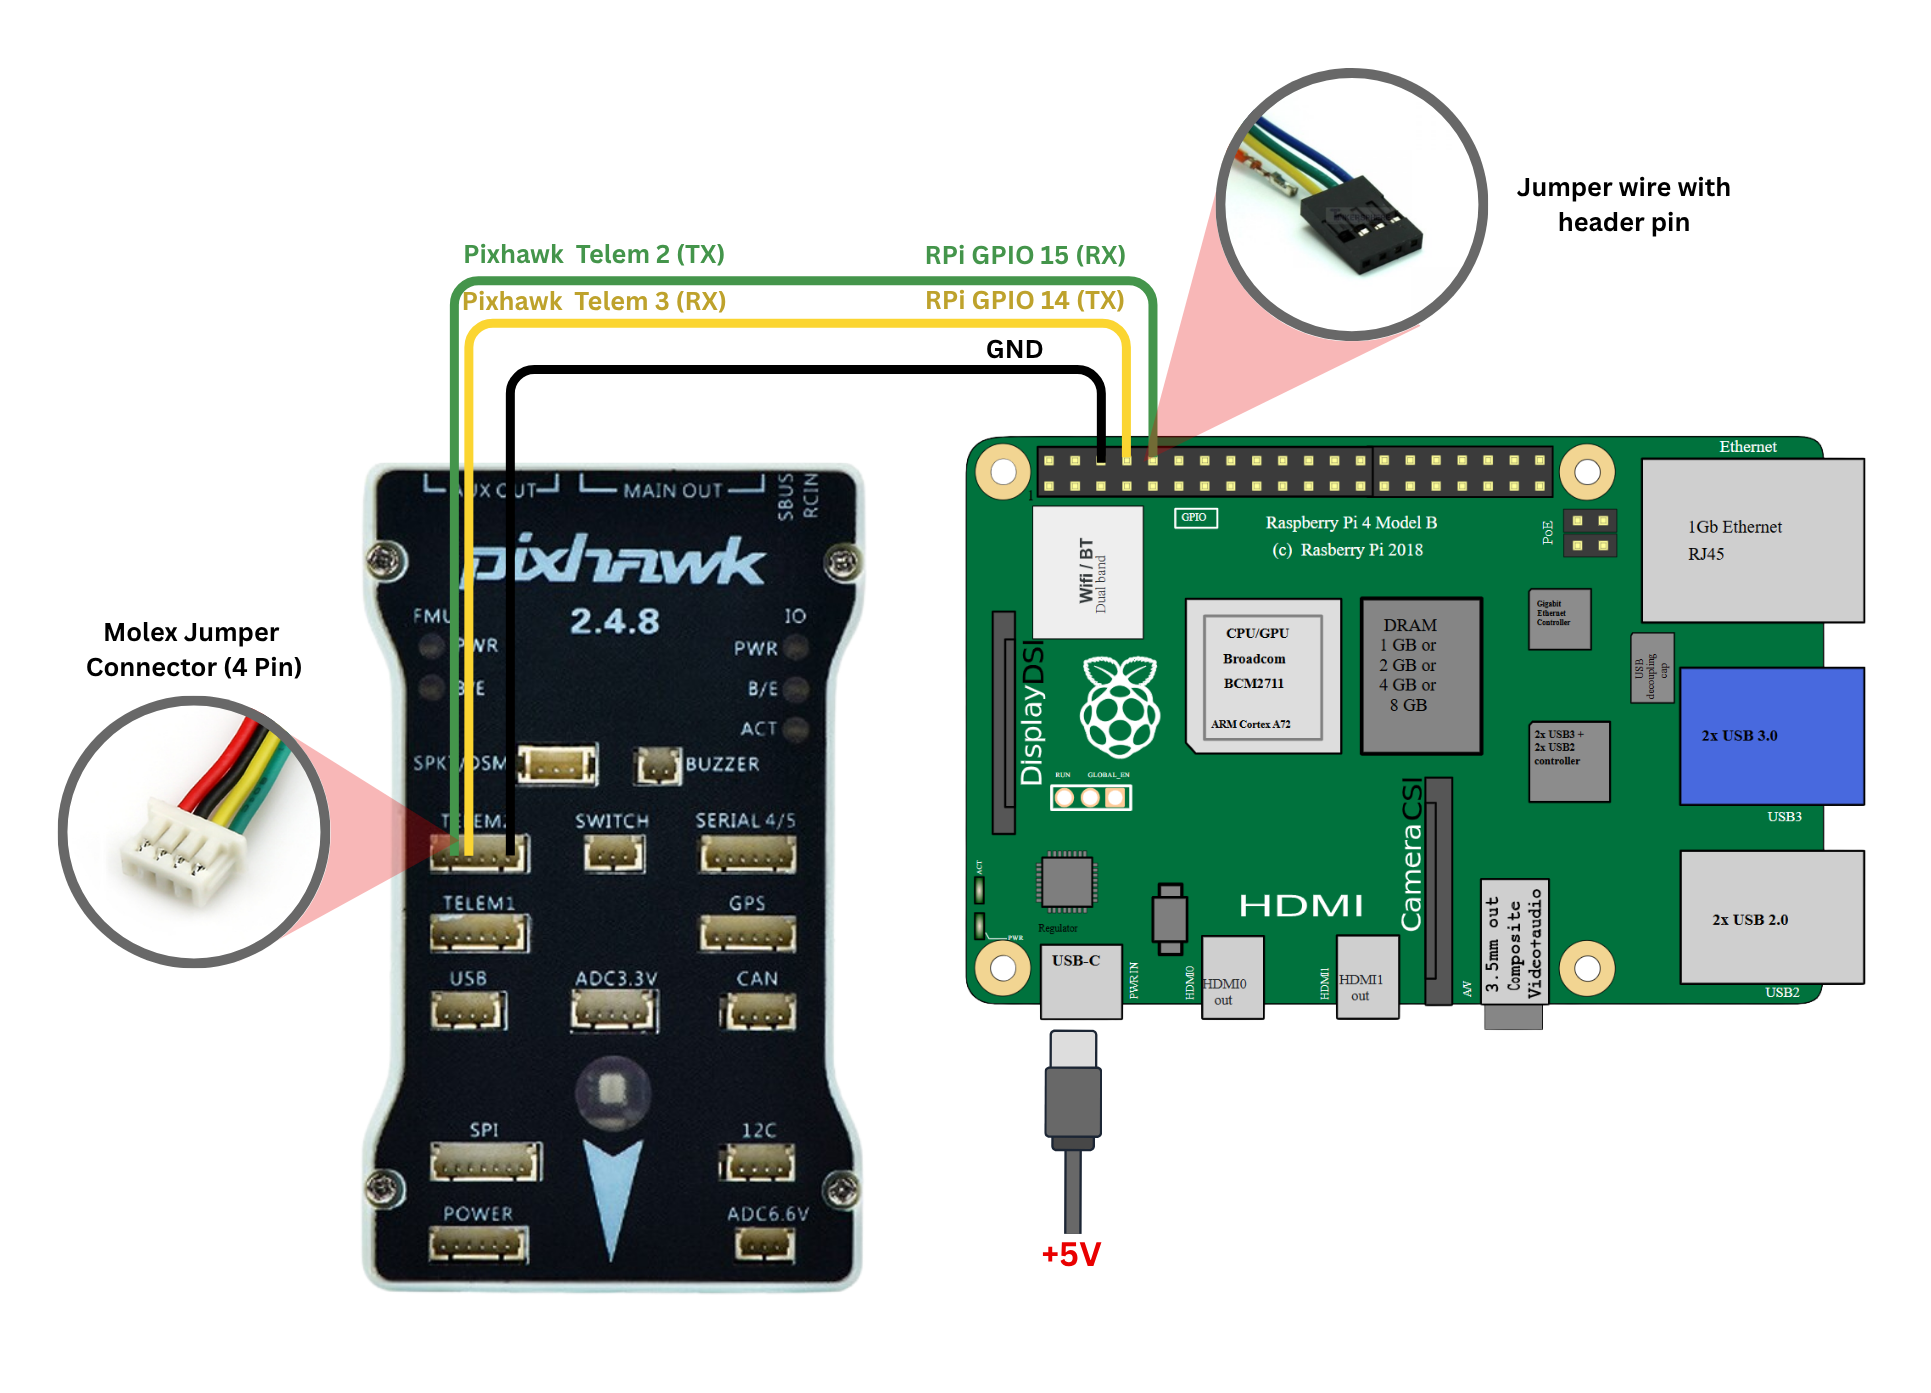 Jumper wire with
header pin
Pixhawk Telem 2 (TX)
RPi GPIO 15 (RX)
Pixhawk Telem 3 (RX)
RPi GPIO 14 (TX)
GND
Molex Jumper
Connector (4 Pin)
AUX OUT
MAIN OUT
SBUS
RCIN
pixhawk
2.4.8
FMU
IO
PWR
PWR
B/E
B/E
ACT
BUZZER
TELEM2
SWITCH
SERIAL 4/5
TELEM1
GPS
USB
ADC3.3V
CAN
SPI
12C
POWER
ADC6.6V
Ethernet
1
GPIO
Raspberry Pi 4 Model B
(c) Rasberry Pi 2018
PoE
1Gb Ethernet
RJ45
Wifi / BT
Dual band
DisplayDSI
CPU/GPU
Broadcom
BCM2711
ARM Cortex A72
DRAM
1 GB or
2 GB or
4 GB or
8 GB
Gigabit
Ethernet
Controller
USB
decoupling
cap
2x USB3 +
2x USB2
controller
2x USB 3.0
USB3
RUN
GLOBAL_EN
ACT
PWR
Regulator
HDMI
CameraCSI
3.5mm out
Composite
Video+audio
2x USB 2.0
USB2
USB-C
PWR IN
HDMI0
HDMI0
out
HDMI1
HDMI1
out
A/V
+5V